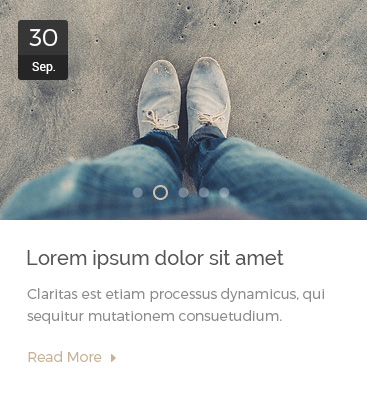 30
Sep.
Lorem ipsum dolor sit amet
Claritas est etiam processus dynamicus, qui
sequitur mutationem consuetudium.
Read More